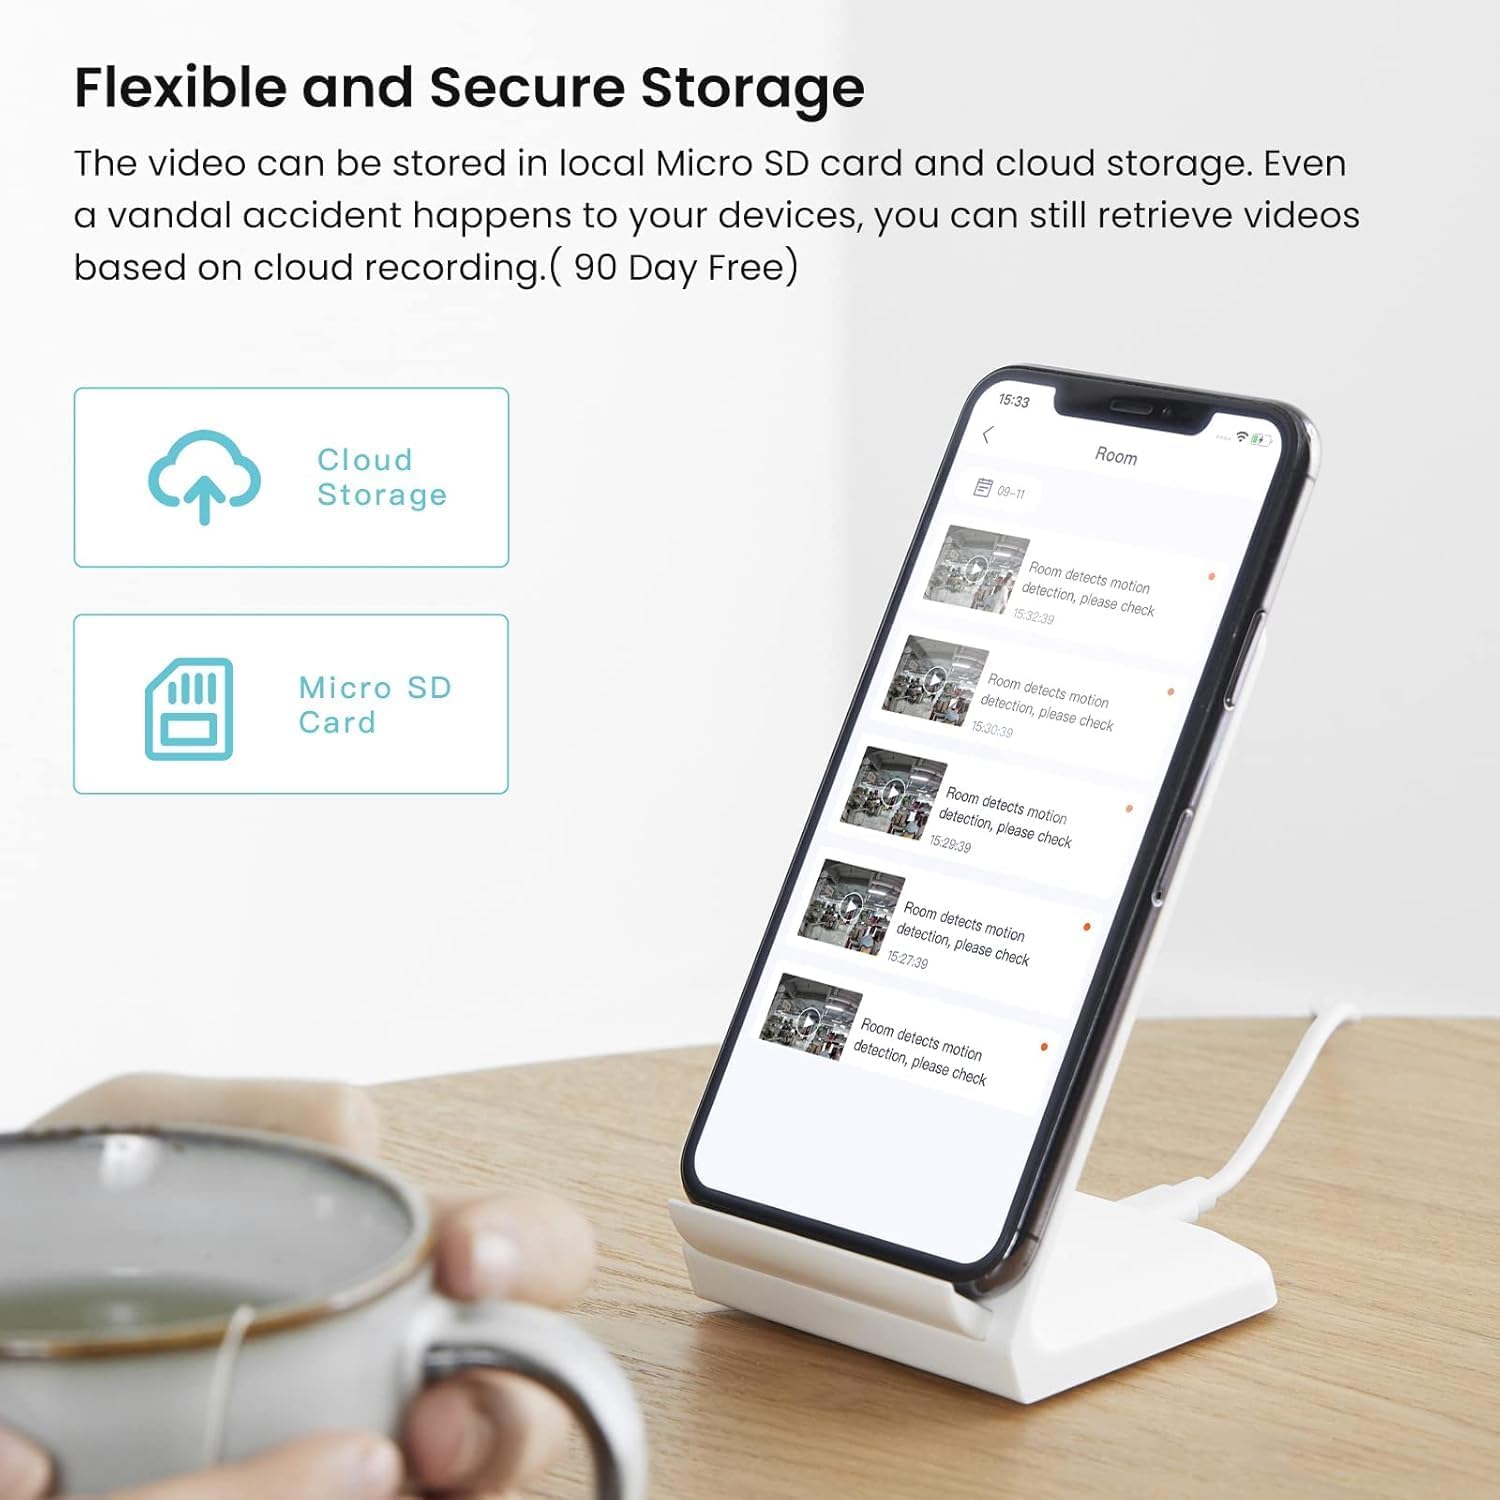 Flexible and Secure Storage
The video can be stored in local Micro SD card and cloud storage. Even
a vandal accident happens to your devices, you can still retrieve videos
based on cloud recording.( 90 Day Free)
Cloud
Storage
Micro SD
Card
15:33
Room
09-11
Room detects motion
detection, please check
15:32:39
Room detects motion
detection, please check
15:30:39
Room detects motion
detection, please check
15:29:39
Room detects motion
detection, please check
15:27:39
Room detects motion
detection, please check